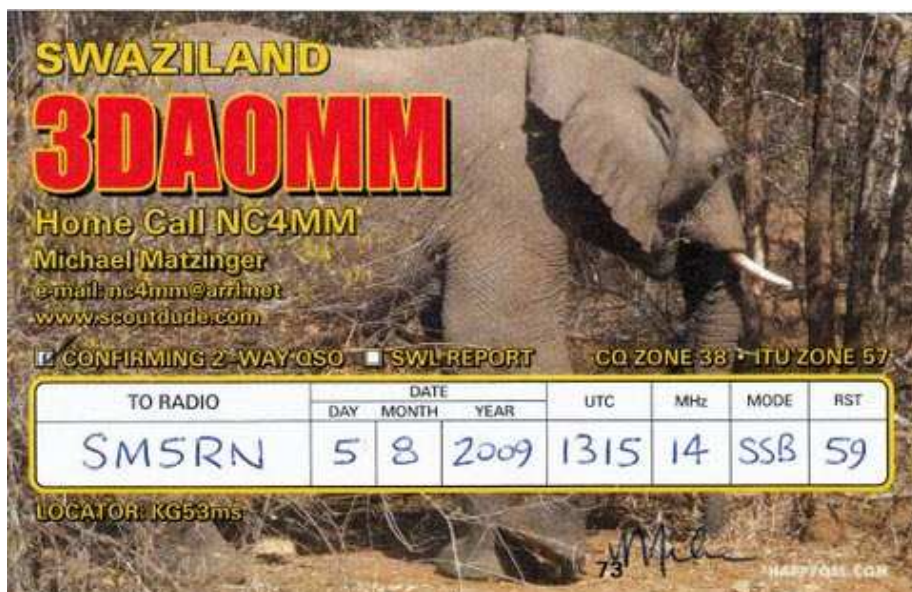 SWAZILAND
3DA0MM
Home Call NC4MM
Michael Matzinger
e-mail: nc4mm@arrl.net
www.scoutdude.com
CONFIRMING 2-WAY QSO SWL REPORT CQ ZONE 38 • ITU ZONE 57
TO RADIO DATE UTC MHz MODE RST
DAY MONTH YEAR
SM5RN 5 8 2009 1315 14 SSB 59
LOCATOR: KG53ms
73 Mike
HAPPYQSL.COM